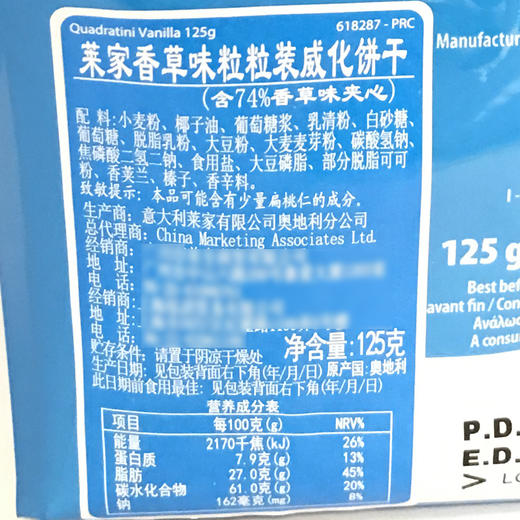 Quadratini Vanilla 125g 618287 - PRC
莱家香草味粒粒装威化饼干
(含74%香草味夹心)
配料:小麦粉、椰子油、葡萄糖浆、乳清粉、白砂糖、
葡萄糖、脱脂乳粉、大豆粉、大麦麦芽粉、碳酸氢钠、
焦磷酸二氢二钠、食用盐、大豆磷脂、部分脱脂可可
粉、香荚兰、榛子、香辛料。
致敏提示: 本品可能含有少量扁桃仁的成分。
生产商: 意大利莱家有限公司奥地利分公司
总代理商: China Marketing Associates Ltd.
经销商:
地 址:
电 话:
经销商:
地 址:
电 话:
贮存条件: 请置于阴凉干燥处 净含量:125克
生产日期: 见包装背面右下角(年/月/日) 原产国: 奥地利
此日期前食用最佳: 见包装背面右下角(年/月/日)
营养成分表
项目 每100克(g) NRV%
能量 2170千焦(kJ) 26%
蛋白质 7.9克(g) 13%
脂肪 27.0克(g) 45%
碳水化合物 61.0克(g) 20%
钠 162毫克(mg) 8%
Manufactur
125 g
Best bef
avant fin / Con
Ανάλωσ
A consu
P.D.
E.D.
> LO